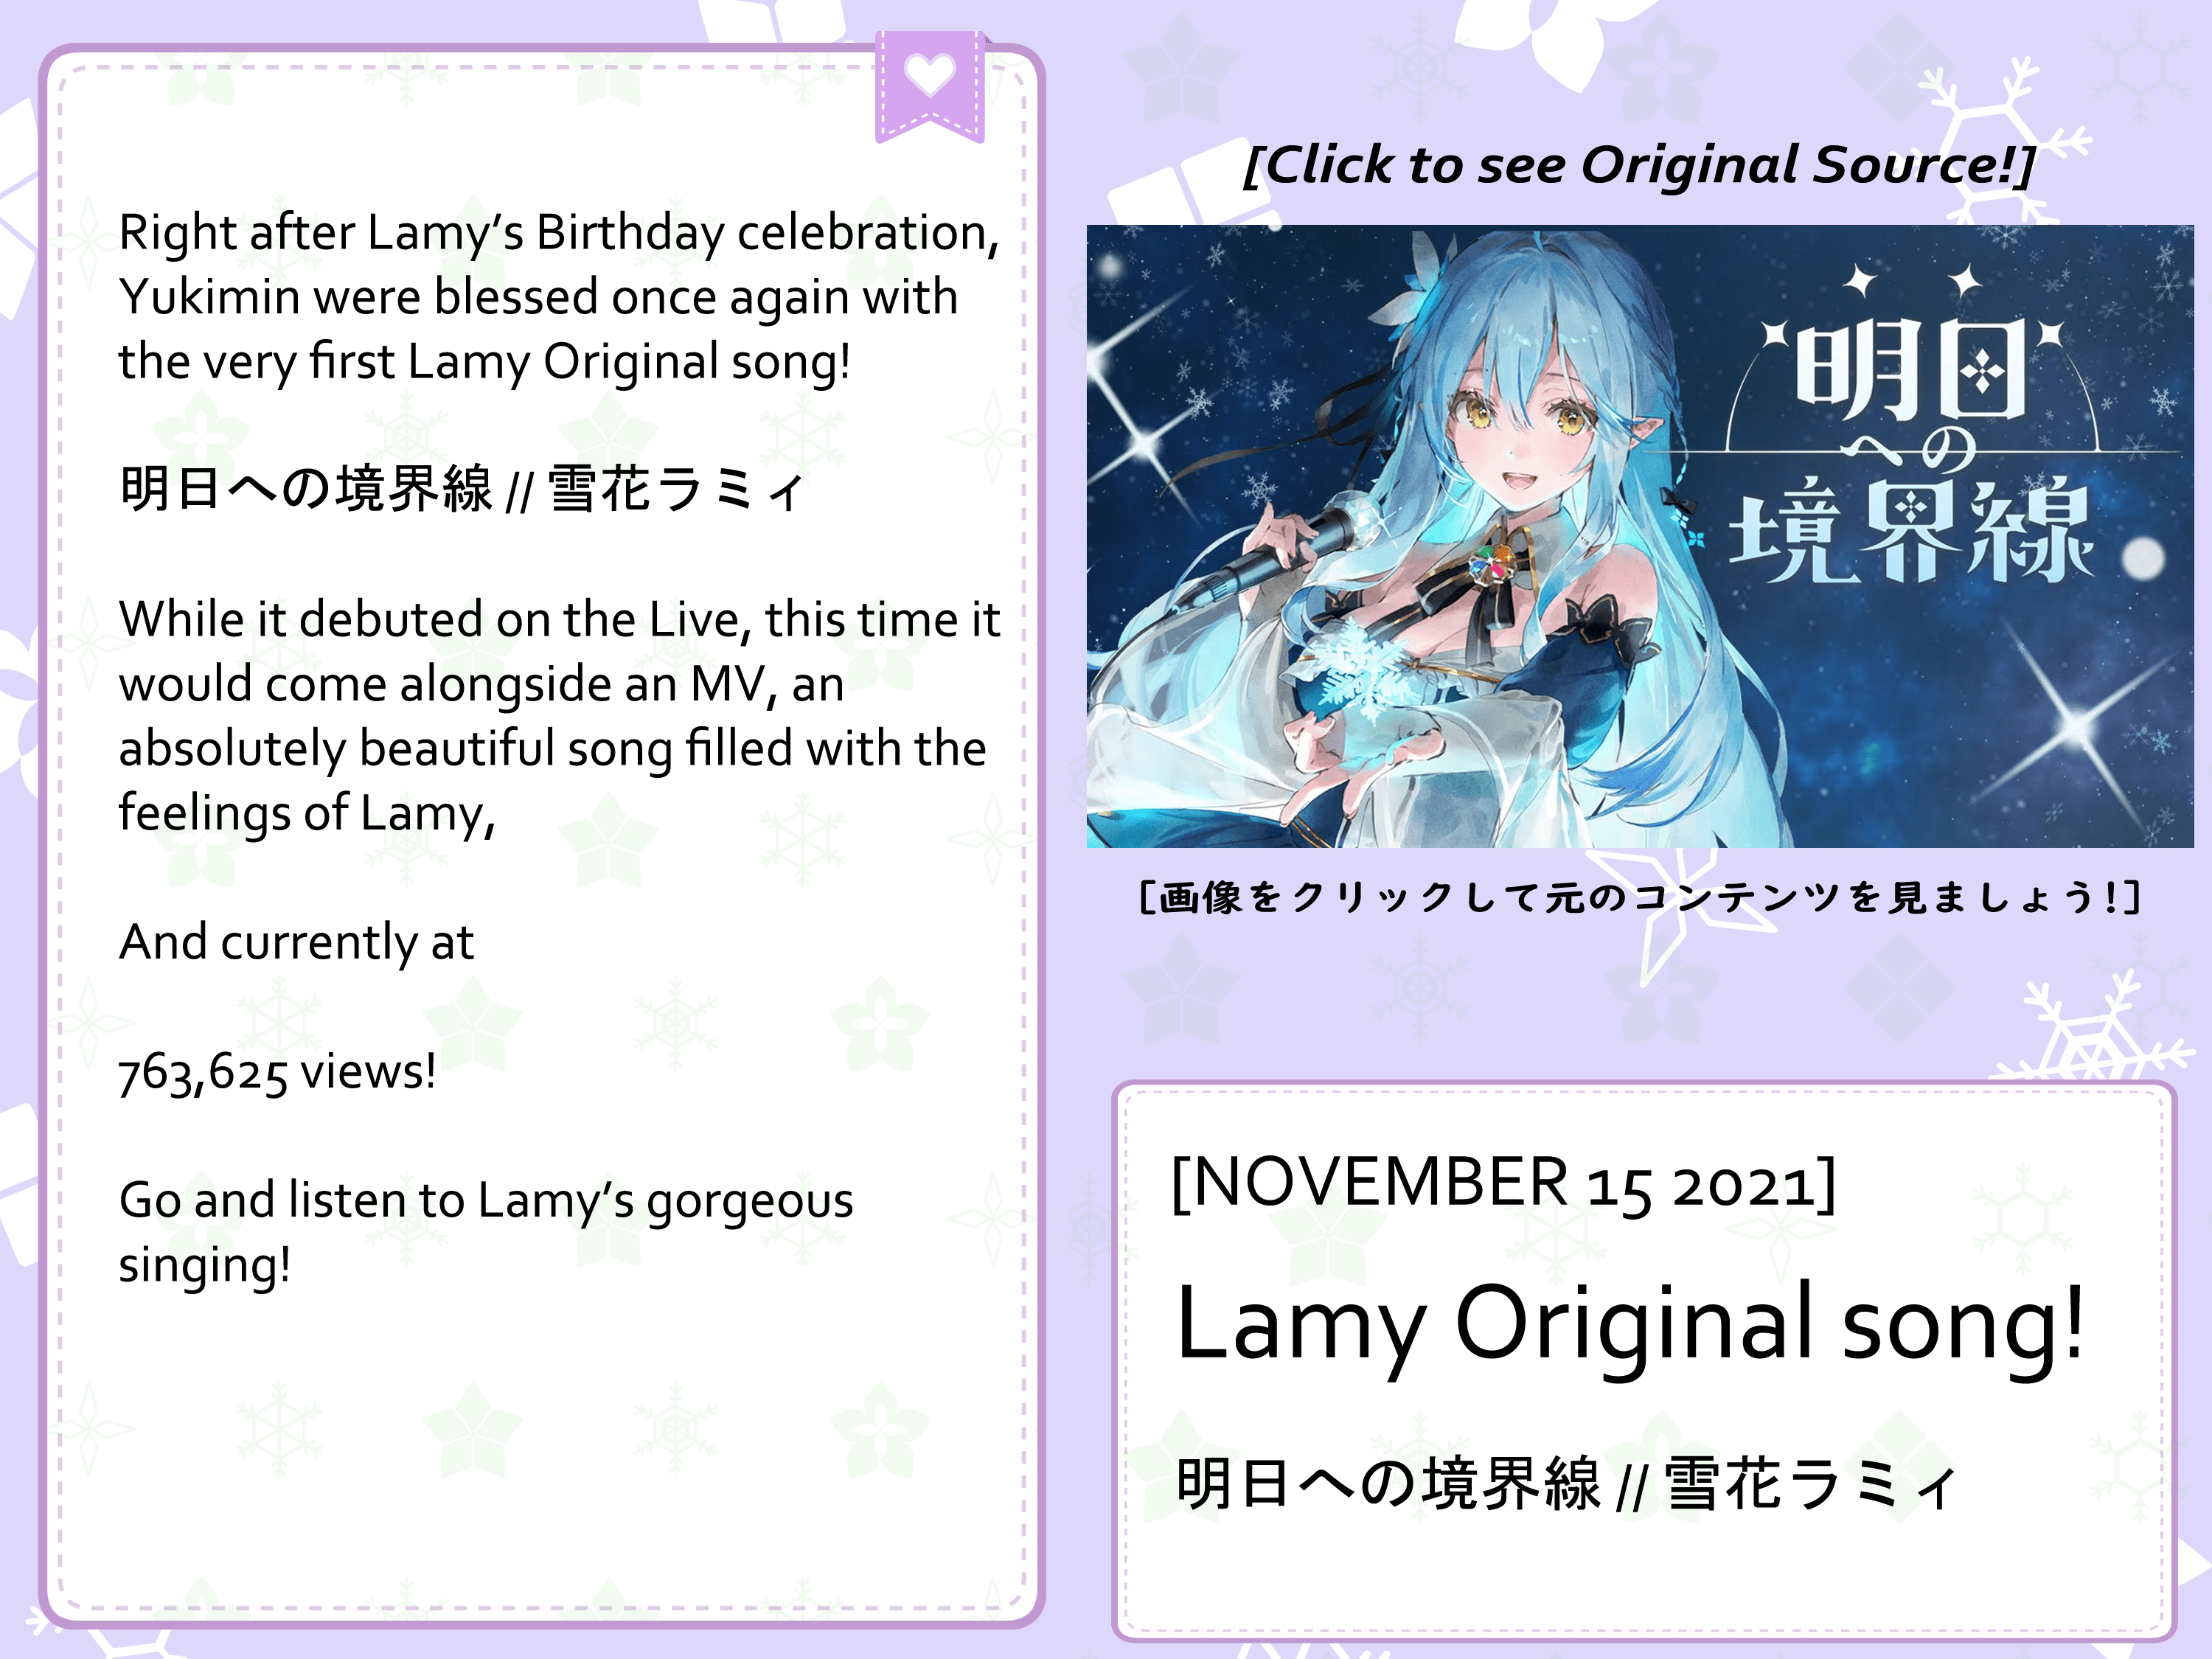 Right after Lamy’s Birthday celebration,
Yukimin were blessed once again with
the very first Lamy Original song!
明日への境界線 // 雪花ラミィ
While it debuted on the Live, this time it
would come alongside an MV, an
absolutely beautiful song filled with the
feelings of Lamy,
And currently at
763,625 views!
Go and listen to Lamy’s gorgeous
singing!
[Click to see Original Source!]
明日
への
境界線
[画像をクリックして元のコンテンツを見ましょう!]
[NOVEMBER 15 2021]
Lamy Original song!
明日への境界線 // 雪花ラミィ